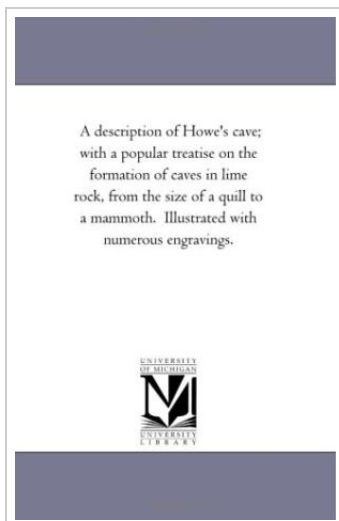 A description of Howe's cave;
with a popular treatise on the
formation of caves in lime
rock, from the size of a quill to
a mammoth. Illustrated with
numerous engravings.
UNIVERSITY
OF MICHIGAN
M
UNIVERSITY
LIBRARY